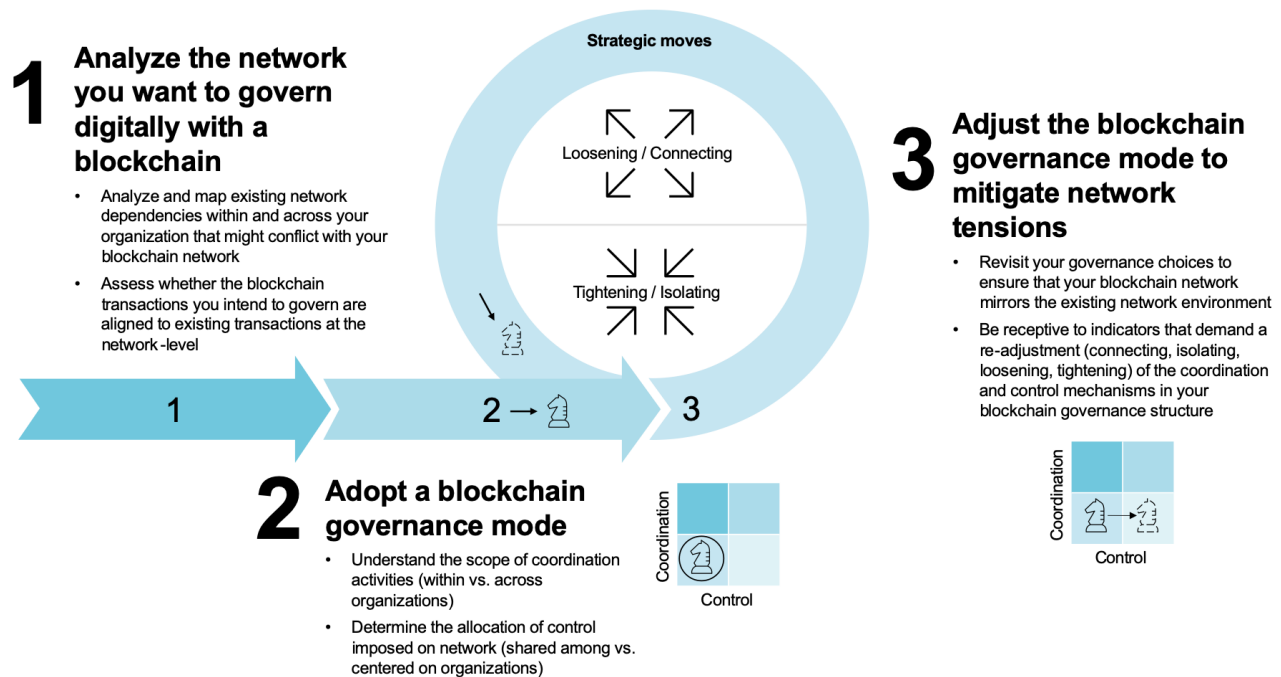 1
Analyze the network
you want to govern
digitally with a
blockchain
• Analyze and map existing network
dependencies within and across your
organization that might conflict with your
blockchain network
• Assess whether the blockchain
transactions you intend to govern are
aligned to existing transactions at the
network-level
Strategic moves
Loosening / Connecting
Tightening / Isolating
1
2
3
2
Adopt a blockchain
governance mode
• Understand the scope of coordination
activities (within vs. across
organizations)
• Determine the allocation of control
imposed on network (shared among vs.
centered on organizations)
Coordination
Control
3
Adjust the blockchain
governance mode to
mitigate network
tensions
• Revisit your governance choices to
ensure that your blockchain network
mirrors the existing network environment
• Be receptive to indicators that demand a
re-adjustment (connecting, isolating,
loosening, tightening) of the coordination
and control mechanisms in your
blockchain governance structure
Coordination
Control